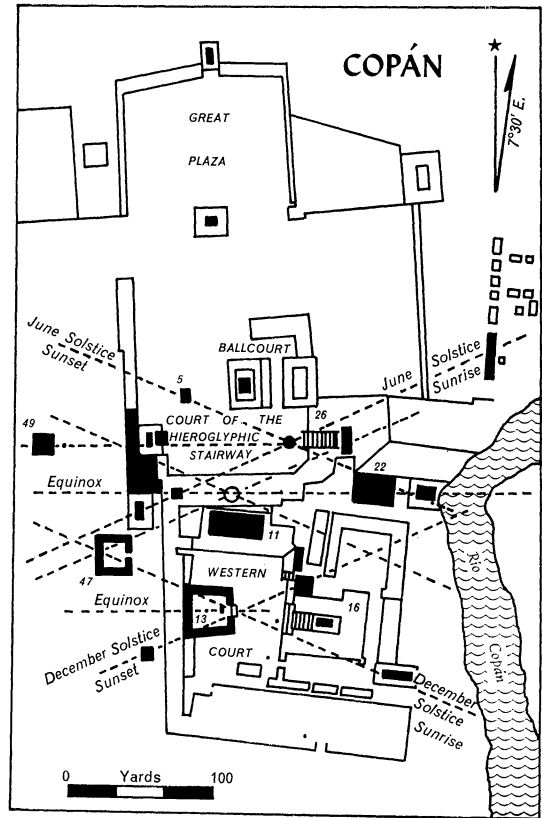 COPÁN
★
7°30' E.
GREAT
PLAZA
June Solstice
Sunset
BALLCOURT
June Solstice
Sunrise
5
COURT OF THE
HIEROGLYPHIC
STAIRWAY
26
49
22
Equinox
11
47
WESTERN
Río Copán
Equinox
13
16
COURT
December Solstice
Sunset
December
Solstice
Sunrise
0 Yards 100